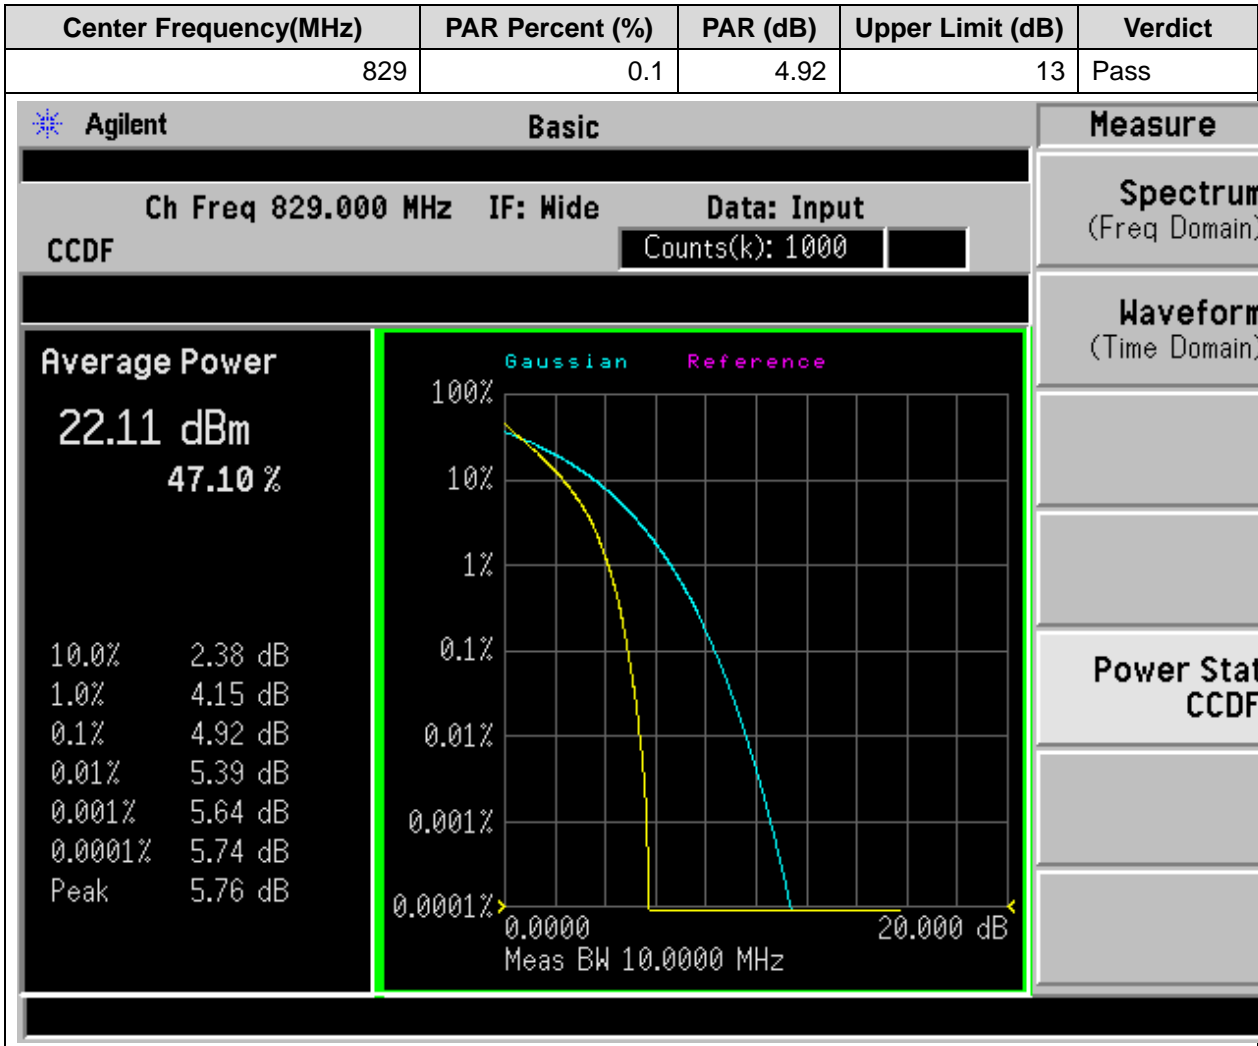 Center Frequency(MHz) PAR Percent (%) PAR (dB) Upper Limit (dB) Verdict
829 0.1 4.92 13 Pass
Agilent Basic Measure
Ch Freq 829.000 MHz IF: Wide Data: Input
CCDF Counts(k): 1000
Spectrum
(Freq Domain)
Waveform
(Time Domain)
Power Stat
CCDF
Average Power
22.11 dBm
47.10 %
10.0% 2.38 dB
1.0% 4.15 dB
0.1% 4.92 dB
0.01% 5.39 dB
0.001% 5.64 dB
0.0001% 5.74 dB
Peak 5.76 dB
Gaussian Reference
100%
10%
1%
0.1%
0.01%
0.001%
0.0001%
0.0000 20.000 dB
Meas BW 10.0000 MHz